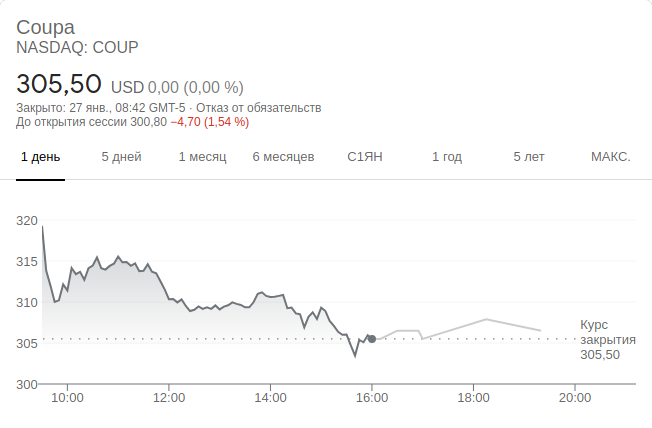 Coupa
NASDAQ: COUP
305,50 USD 0,00 (0,00 %)
Закрыто: 27 янв., 08:42 GMT-5 · Отказ от обязательств
До открытия сессии 300,80 −4,70 (1,54 %)
1 день 5 дней 1 месяц 6 месяцев С1ЯН 1 год 5 лет МАКС.
320
315
310
305
300
Курс
закрытия
305,50
10:00 12:00 14:00 16:00 18:00 20:00